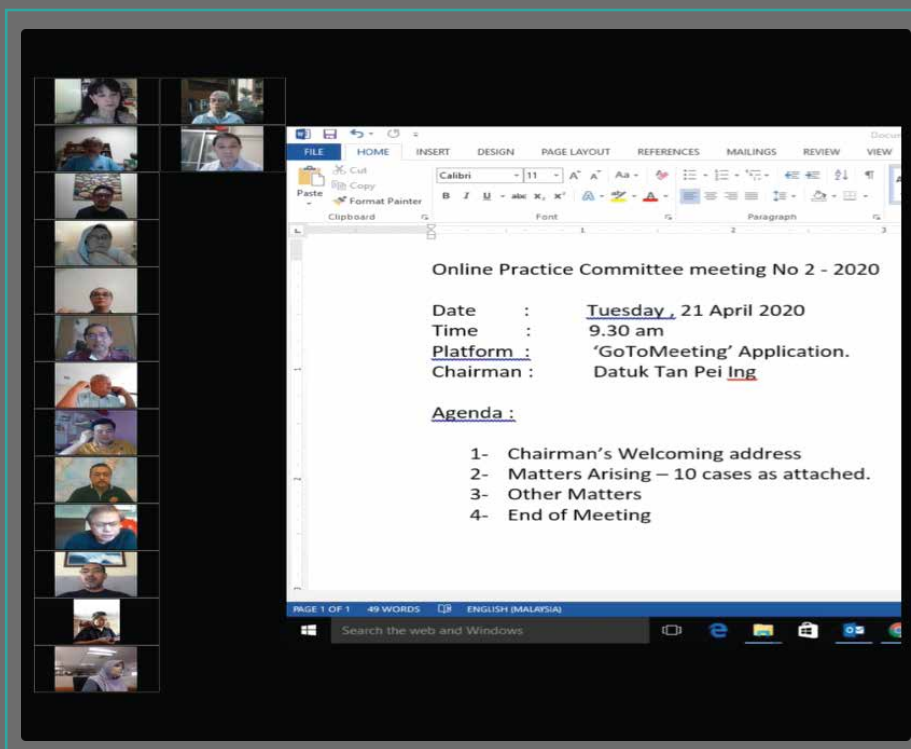 Docum
FILE HOME INSERT DESIGN PAGE LAYOUT REFERENCES MAILINGS REVIEW VIEW
Cut
Copy
Format Painter
Paste
Calibri 11
Clipboard Font Paragraph
1 2 3
Online Practice Committee meeting No 2 - 2020
Date : Tuesday , 21 April 2020
Time : 9.30 am
Platform : ‘GoToMeeting’ Application.
Chairman : Datuk Tan Pei Ing
Agenda :
1- Chairman’s Welcoming address
2- Matters Arising – 10 cases as attached.
3- Other Matters
4- End of Meeting
PAGE 1 OF 1 49 WORDS ENGLISH (MALAYSIA)
Search the web and Windows